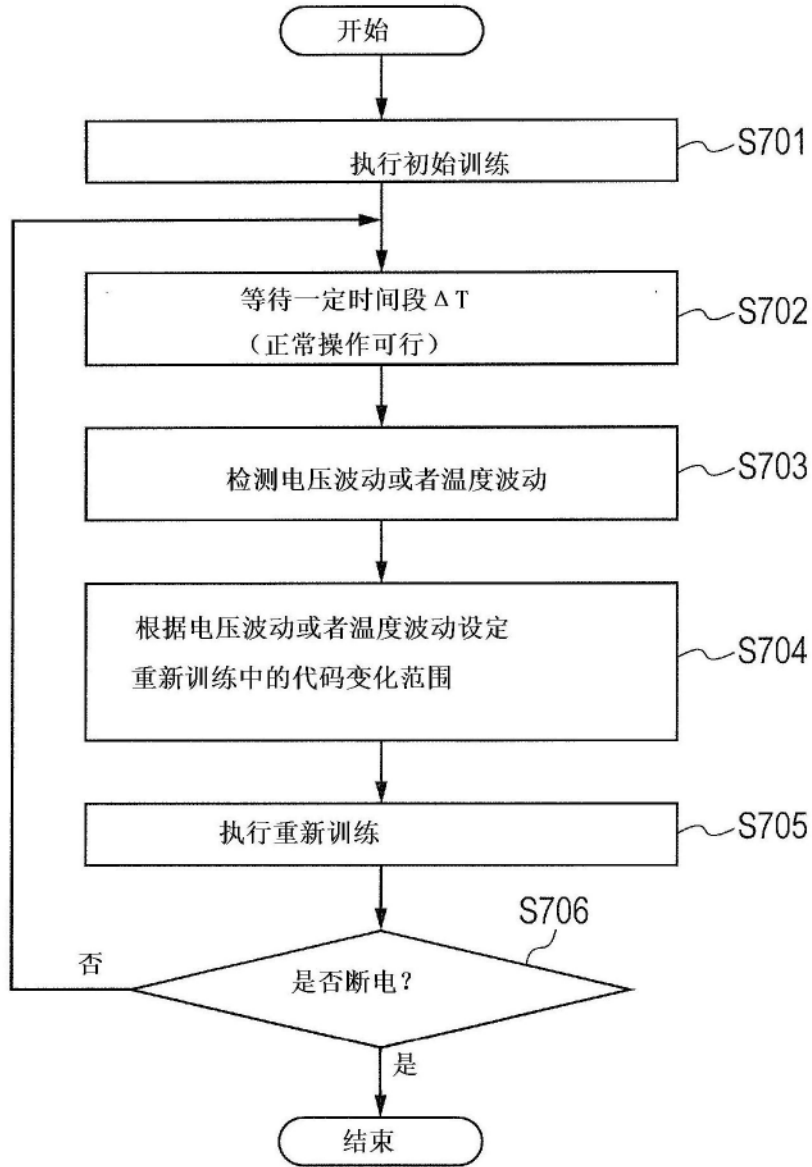 开始
执行初始训练
S701
等待一定时间段 ΔT
（正常操作可行）
S702
检测电压波动或者温度波动
S703
根据电压波动或者温度波动设定
重新训练中的代码变化范围
S704
执行重新训练
S705
S706
是否断电？
否
是
结束